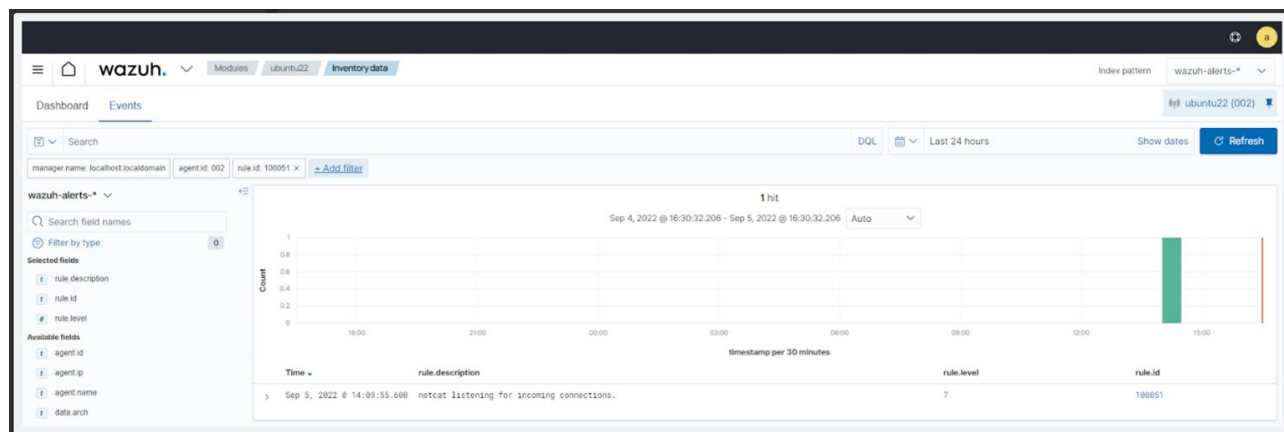 a
wazuh. Modules ubuntu22 Inventory data Index pattern wazuh-alerts-*
Dashboard Events ubuntu22 (002)
Search DQL Last 24 hours Show dates Refresh
manager.name: localhost.localdomain agent.id: 002 rule.id: 100051 × + Add filter
wazuh-alerts-*
1 hit
Search field names
Sep 4, 2022 @ 16:30:32.206 - Sep 5, 2022 @ 16:30:32.206 Auto
Filter by type 0
Selected fields
t rule.description
t rule.id
# rule.level
Available fields
t agent.id
t agent.ip
t agent.name
t data.arch
Count
1
0.8
0.6
0.4
0.2
0
18:00 21:00 00:00 03:00 06:00 09:00 12:00 15:00
timestamp per 30 minutes
Time rule.description rule.level rule.id
Sep 5, 2022 @ 14:09:55.600 netcat listening for incoming connections. 7 100051